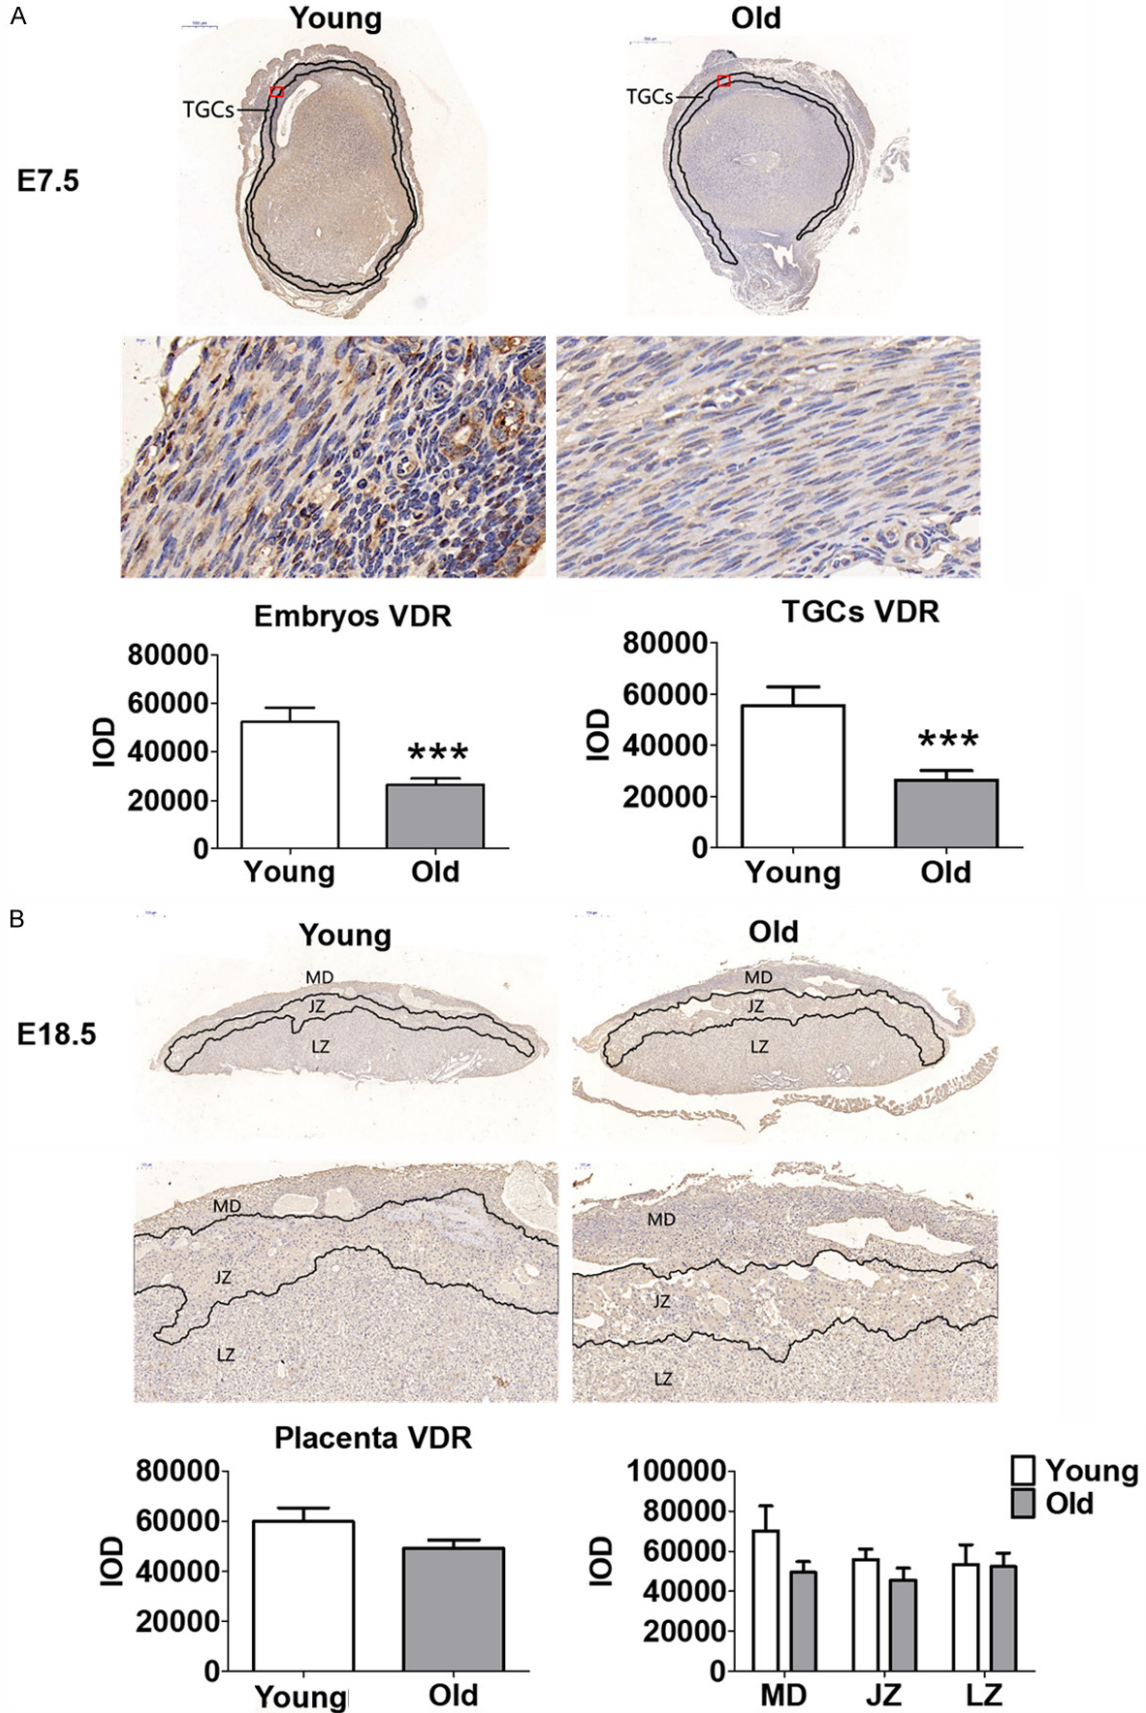 A
Young
Old
TGCs
TGCs
E7.5
Embryos VDR
TGCs VDR
80000
60000
40000
20000
0
IOD
***
Young
Old
80000
60000
40000
20000
0
IOD
***
Young
Old
B
Young
Old
E18.5
MD
JZ
LZ
MD
JZ
LZ
MD
JZ
LZ
MD
JZ
LZ
Placenta VDR
80000
60000
40000
20000
0
IOD
Young
Old
100000
80000
60000
40000
20000
0
IOD
MD
JZ
LZ
Young
Old